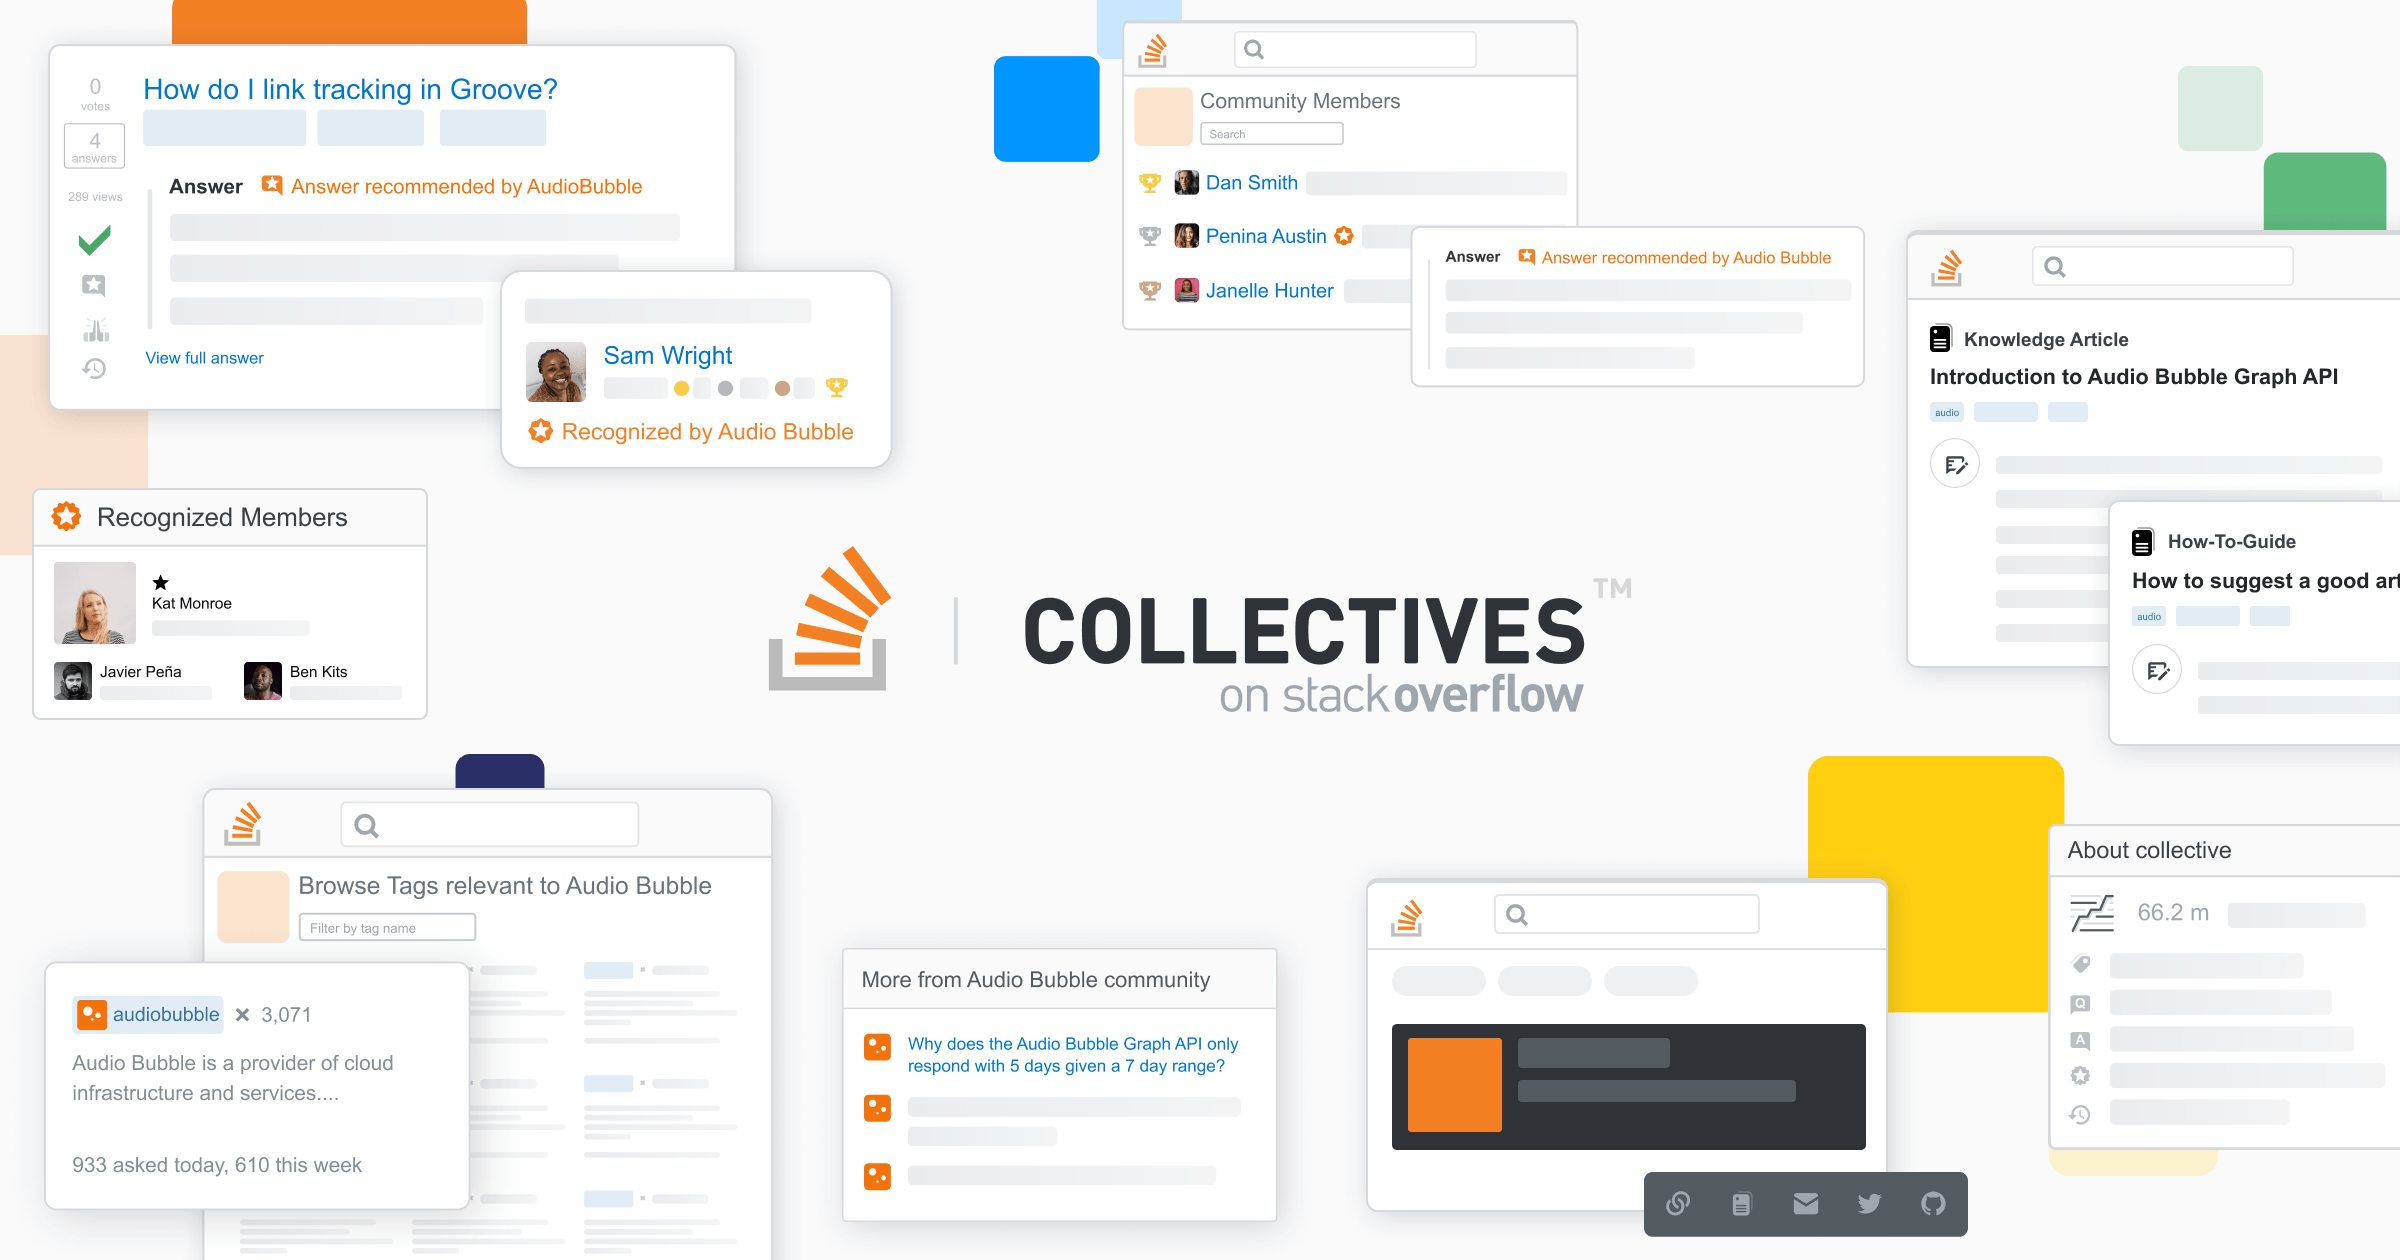 0
votes
4
answers
289 views
How do I link tracking in Groove?
Answer
Answer recommended by AudioBubble
View full answer
Sam Wright
Recognized by Audio Bubble
Community Members
Search
Dan Smith
Penina Austin
Janelle Hunter
Answer
Answer recommended by Audio Bubble
Knowledge Article
Introduction to Audio Bubble Graph API
audio
How-To-Guide
How to suggest a good art
audio
Recognized Members
Kat Monroe
Javier Peña
Ben Kits
COLLECTIVES™
on stackoverflow
Browse Tags relevant to Audio Bubble
Filter by tag name
audiobubble × 3,071
Audio Bubble is a provider of cloud
infrastructure and services....
933 asked today, 610 this week
More from Audio Bubble community
Why does the Audio Bubble Graph API only
respond with 5 days given a 7 day range?
About collective
66.2 m
Q
A